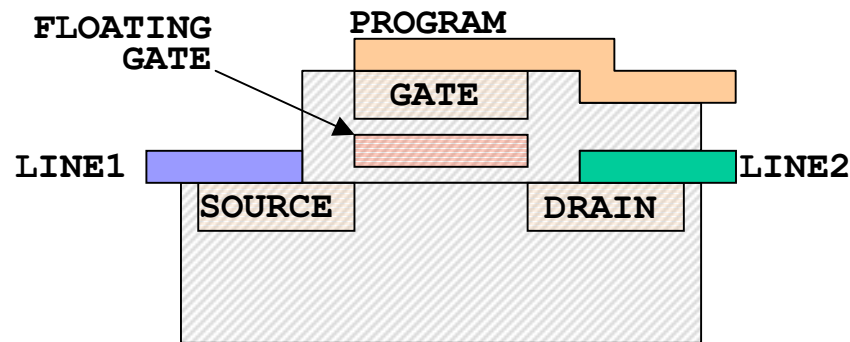 FLOATING
GATE
PROGRAM
GATE
LINE1
LINE2
SOURCE
DRAIN